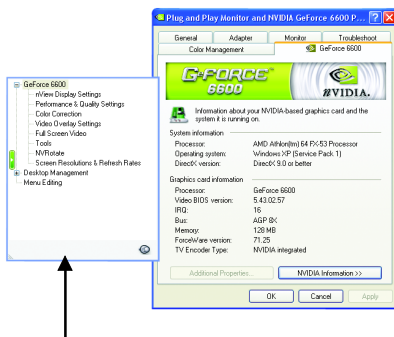 Plug and Play Monitor and NVIDIA GeForce 6600 P...
General Adapter Monitor Troubleshoot
Color Management GeForce 6600
GEFORCE
6600
NVIDIA.
Information about your NVIDIA-based graphics card and the
system it is running on.
System information
Processor: AMD Athlon(tm) 64 FX-53 Processor
Operating system: Windows XP (Service Pack 1)
DirectX version: DirectX 9.0 or better
Graphics card information
Processor: GeForce 6600
Video BIOS version: 5.43.02.57
IRQ: 16
Bus: AGP 8X
Memory: 128 MB
ForceWare version: 71.25
TV Encoder Type: NVIDIA integrated
Additional Properties... NVIDIA Information >>
OK Cancel Apply
GeForce 6600
nView Display Settings
Performance & Quality Settings
Color Correction
Video Overlay Settings
Full Screen Video
Tools
NVRotate
Screen Resolutions & Refresh Rates
Desktop Management
Menu Editing